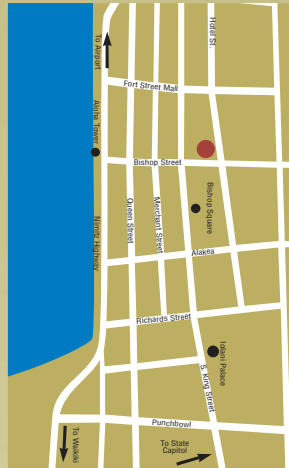 Hotel St.
To Airport
Fort Street Mall
Aloha Tower
Bishop Street
Bishop Square
Queen Street
Merchant Street
Nimitz Highway
Alakea
Richards Street
Iolani Palace
S. King Street
Punchbowl
To Waikiki
To State
Capitol